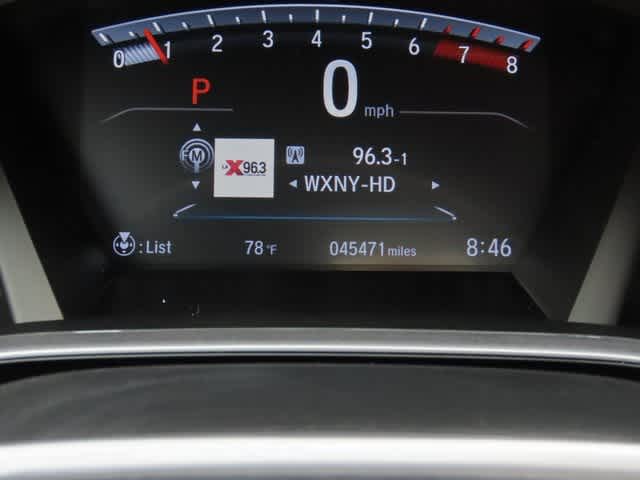 0 1 2 3 4 5 6 7 8
P
0 mph
FM
X96.3
96.3-1
WXNY-HD
: List
78 °F
045471 miles
8:46